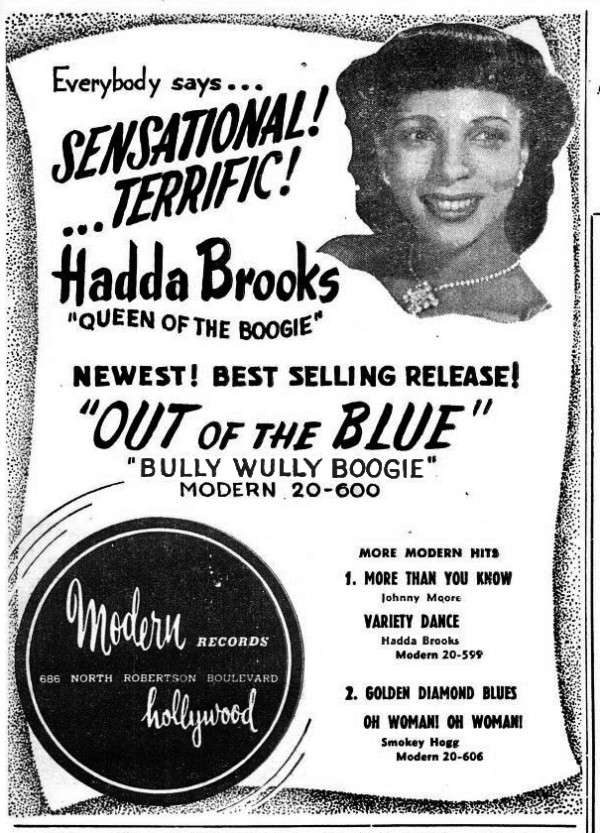 Everybody says...
SENSATIONAL!
...TERRIFIC!
Hadda Brooks
"QUEEN OF THE BOOGIE"
NEWEST! BEST SELLING RELEASE!
"OUT OF THE BLUE"
"BULLY WULLY BOOGIE"
MODERN 20-600
Modern RECORDS
686 NORTH ROBERTSON BOULEVARD
hollywood
MORE MODERN HITS
1. MORE THAN YOU KNOW
Johnny Moore
VARIETY DANCE
Hadda Brooks
Modern 20-599
2. GOLDEN DIAMOND BLUES
OH WOMAN! OH WOMAN!
Smokey Hogg
Modern 20-606